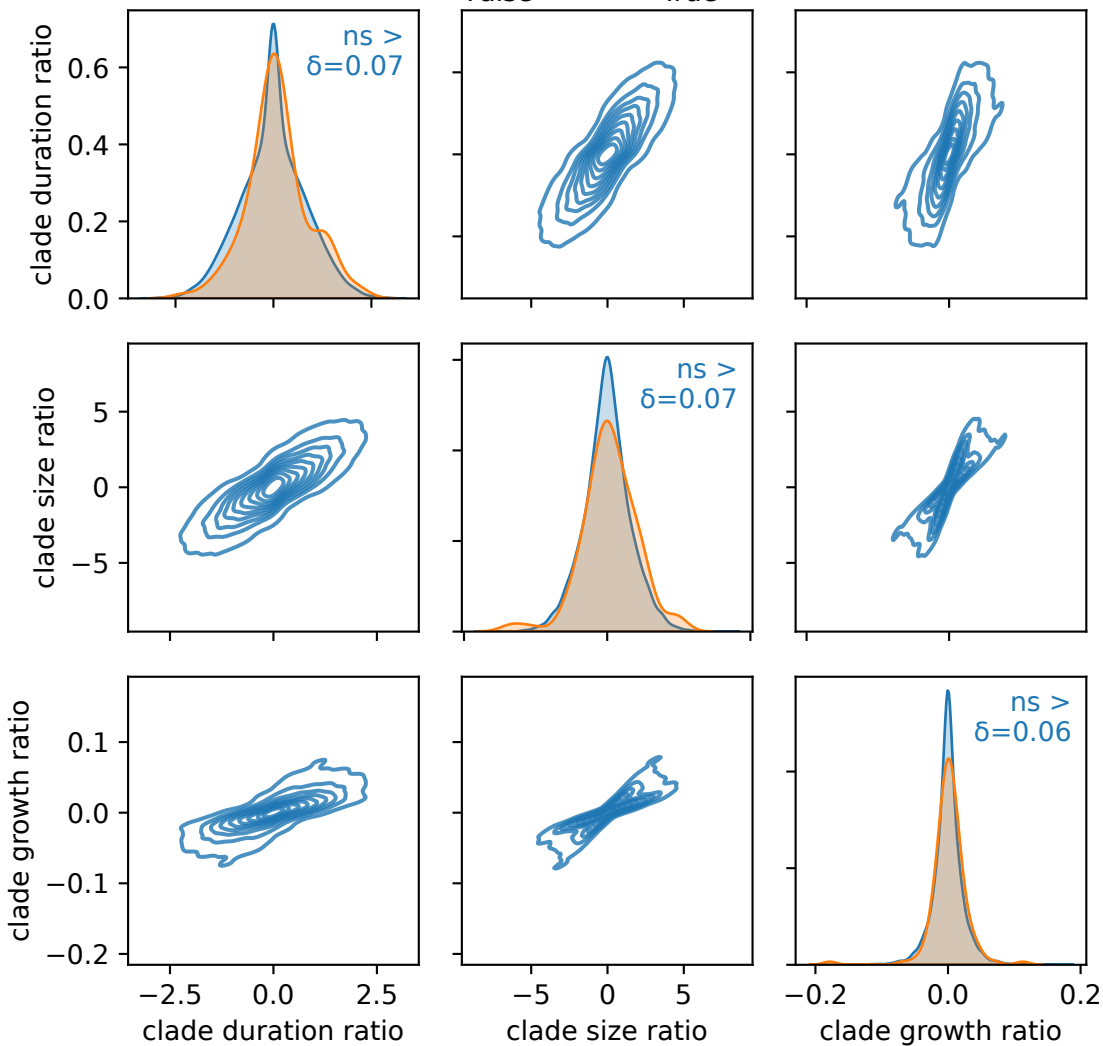 ns >
δ=0.07
clade duration ratio
0.6
0.4
0.2
0.0
ns >
δ=0.07
clade size ratio
5
0
−5
ns >
δ=0.06
clade growth ratio
0.1
0.0
−0.1
−0.2
−2.5 0.0 2.5
−5 0 5
−0.2 0.0 0.2
clade duration ratio
clade size ratio
clade growth ratio